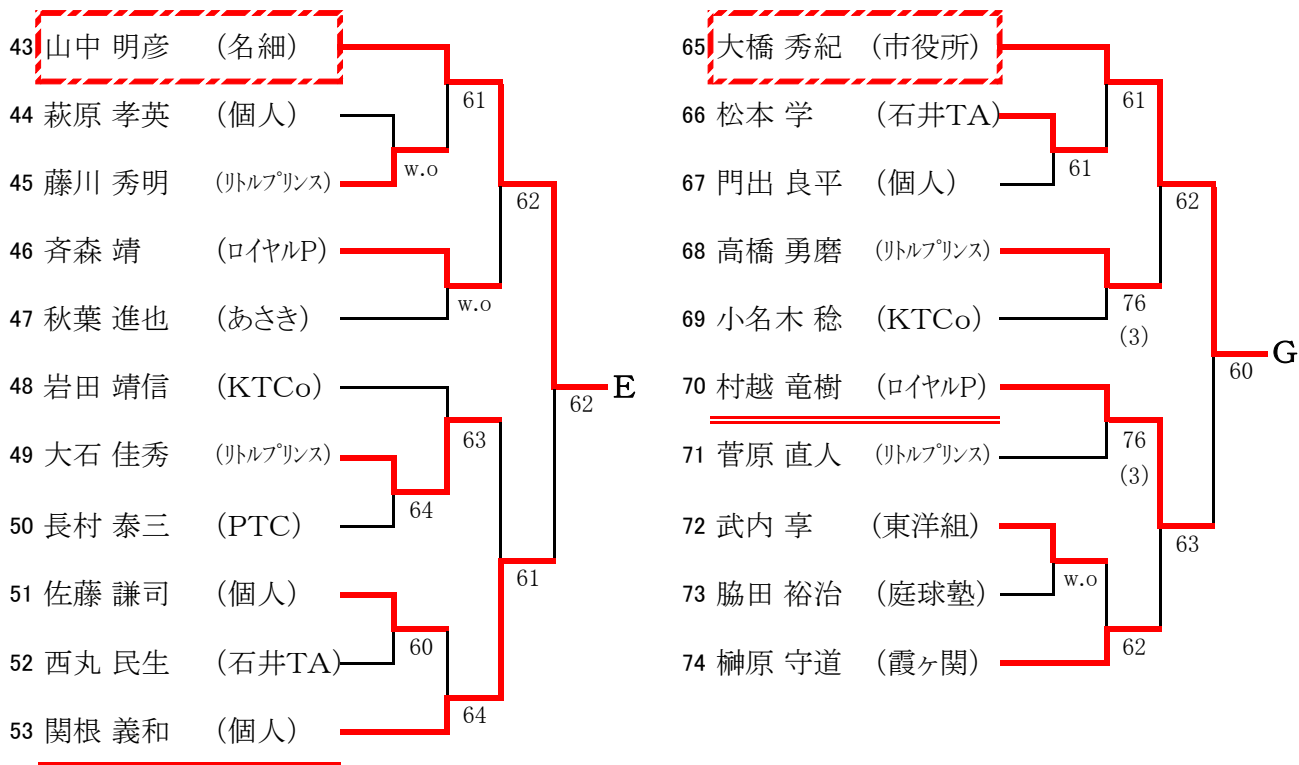 43 山中 明彦 (名細)
44 萩原 孝英 (個人)
45 藤川 秀明 (リトルプリンス)
46 斉森 靖 (ロイヤルP)
47 秋葉 進也 (あさき)
48 岩田 靖信 (KTCo)
49 大石 佳秀 (リトルプリンス)
50 長村 泰三 (PTC)
51 佐藤 謙司 (個人)
52 西丸 民生 (石井TA)
53 関根 義和 (個人)
61
w.o
62
w.o
62 E
63
64
61
60
64
65 大橋 秀紀 (市役所)
66 松本 学 (石井TA)
67 門出 良平 (個人)
68 高橋 勇磨 (リトルプリンス)
69 小名木 稔 (KTCo)
70 村越 竜樹 (ロイヤルP)
71 菅原 直人 (リトルプリンス)
72 武内 享 (東洋組)
73 脇田 裕治 (庭球塾)
74 榊原 守道 (霞ヶ関)
61
61
62
76
(3)
60 G
76
(3)
63
w.o
62